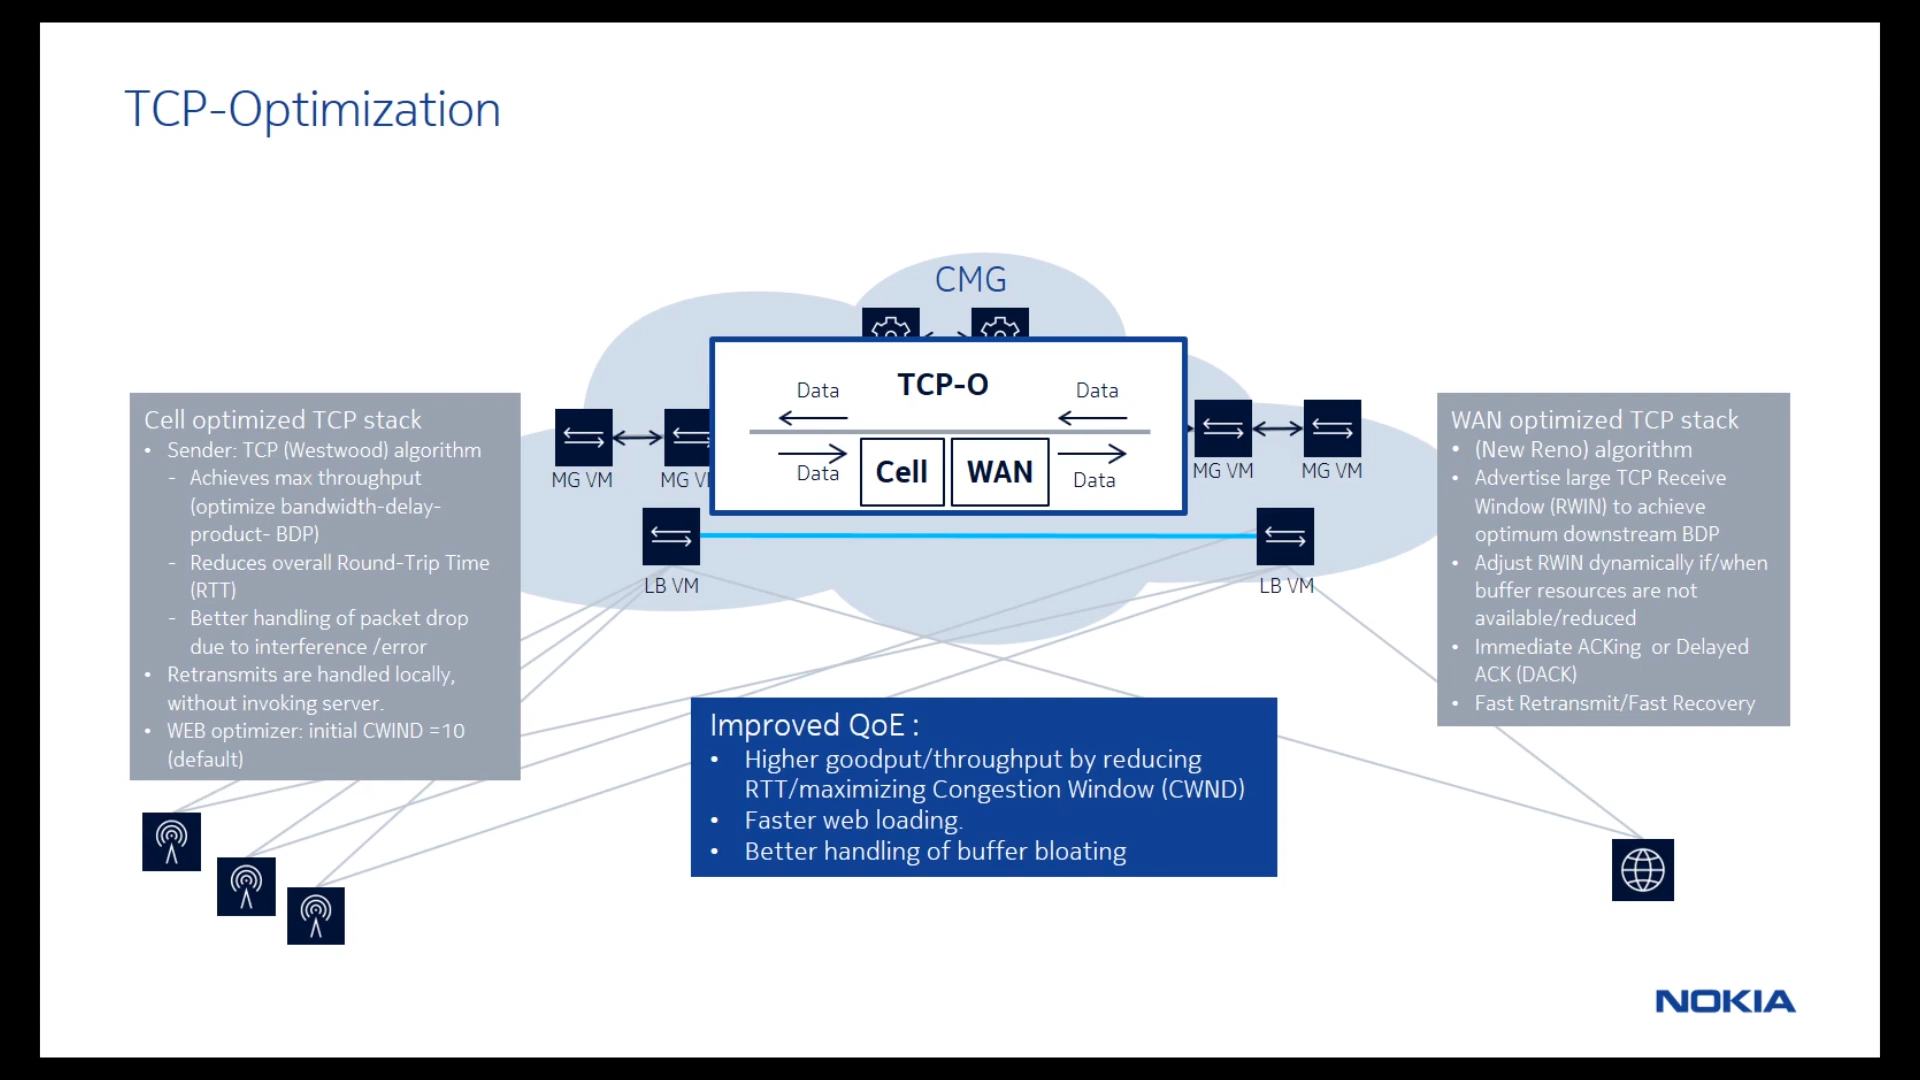 TCP-Optimization
CMG
Cell optimized TCP stack
• Sender: TCP (Westwood) algorithm
- Achieves max throughput
(optimize bandwidth-delay-
product- BDP)
- Reduces overall Round-Trip Time
(RTT)
- Better handling of packet drop
due to interference /error
• Retransmits are handled locally,
without invoking server.
• WEB optimizer: initial CWIND =10
(default)
MG VM
MG V
TCP-O
Data
Data
Data
Cell
WAN
Data
MG VM
MG VM
LB VM
LB VM
WAN optimized TCP stack
• (New Reno) algorithm
• Advertise large TCP Receive
Window (RWIN) to achieve
optimum downstream BDP
• Adjust RWIN dynamically if/when
buffer resources are not
available/reduced
• Immediate ACKing or Delayed
ACK (DACK)
• Fast Retransmit/Fast Recovery
Improved QoE :
• Higher goodput/throughput by reducing
RTT/maximizing Congestion Window (CWND)
• Faster web loading.
• Better handling of buffer bloating
NOKIA